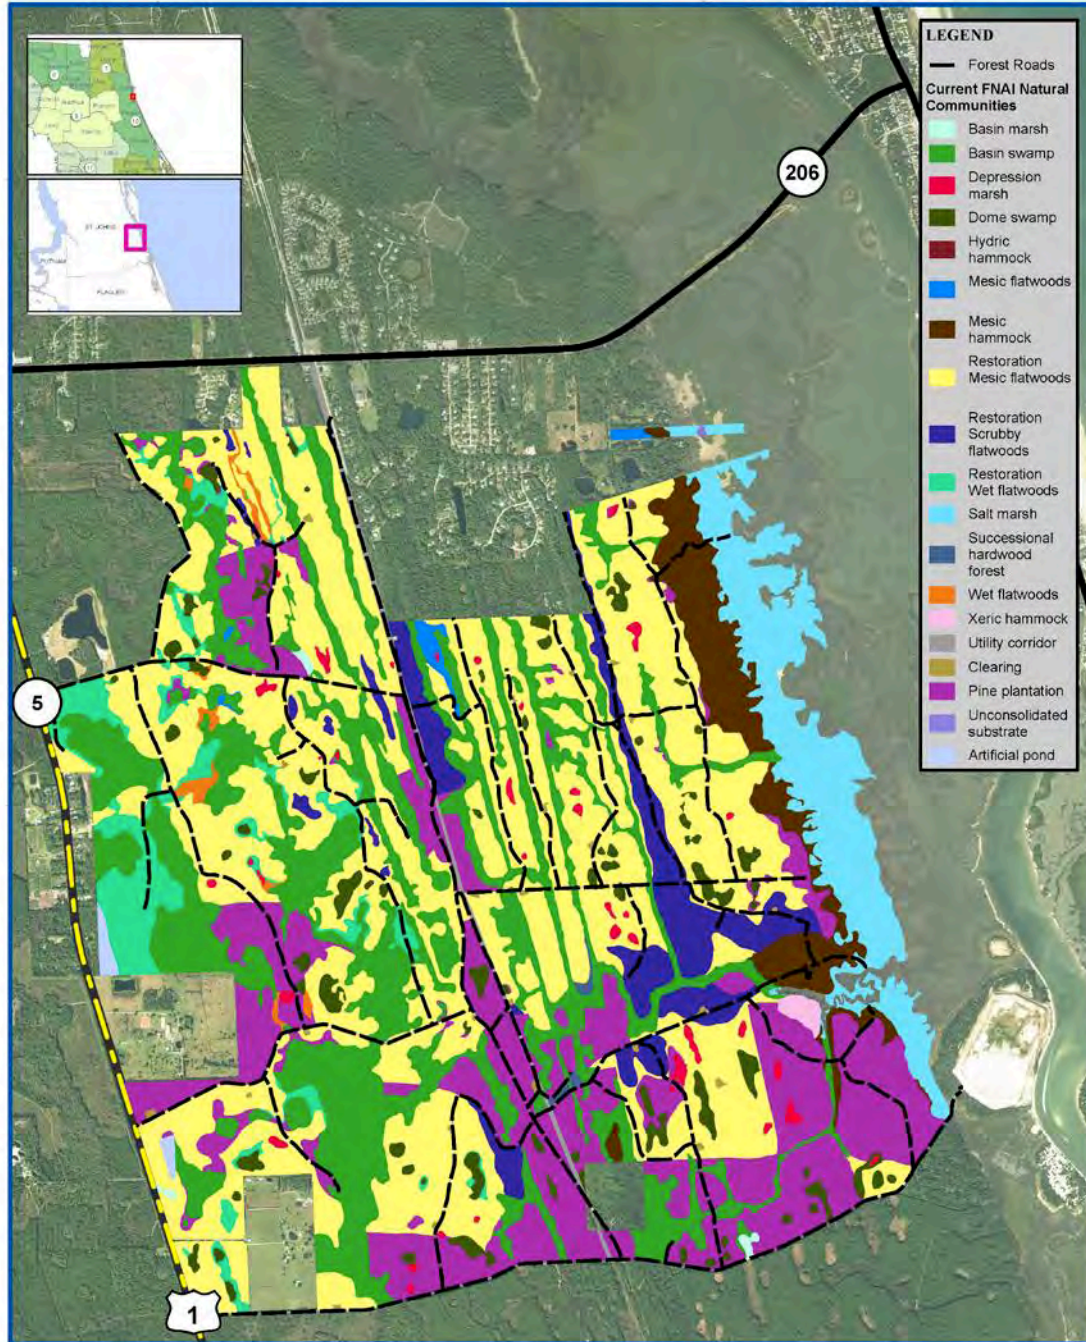 ST JOHNS
FLAGLER
206
5
1
LEGEND
Forest Roads
Current FNAI Natural
Communities
Basin marsh
Basin swamp
Depression
marsh
Dome swamp
Hydric
hammock
Mesic flatwoods
Mesic
hammock
Restoration
Mesic flatwoods
Restoration
Scrubby
flatwoods
Restoration
Wet flatwoods
Salt marsh
Successional
hardwood
forest
Wet flatwoods
Xeric hammock
Utility corridor
Clearing
Pine plantation
Unconsolidated
substrate
Artificial pond